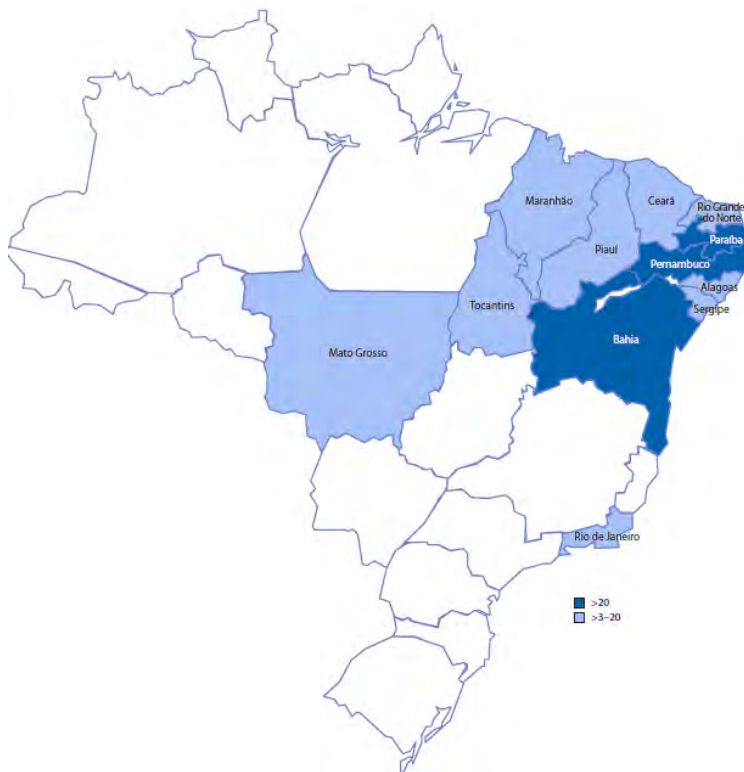 Maranhão
Ceará
Rio Grande
do Norte
Paraíba
Piauí
Pernambuco
Alagoas
Sergipe
Tocantins
Bahia
Mato Grosso
Rio de Janeiro
>20
>3–20